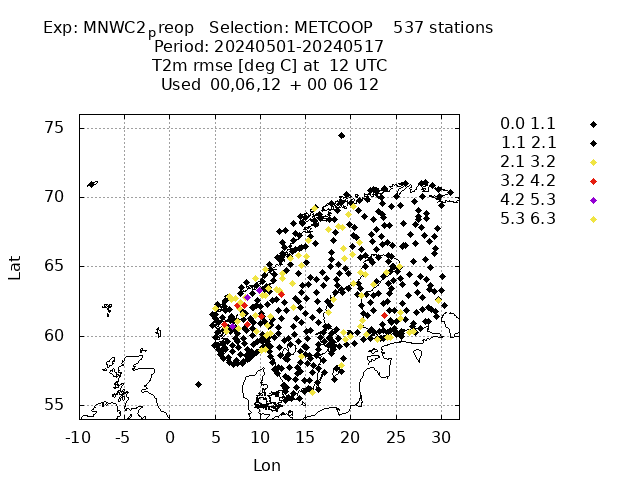 Exp: MNWC2preop Selection: METCOOP 537 stations
Period: 20240501-20240517
T2m rmse [deg C] at 12 UTC
Used 00,06,12 + 00 06 12
0.0 1.1
1.1 2.1
2.1 3.2
3.2 4.2
4.2 5.3
5.3 6.3
75
70
65
60
55
Lat
-10 -5 0 5 10 15 20 25 30
Lon